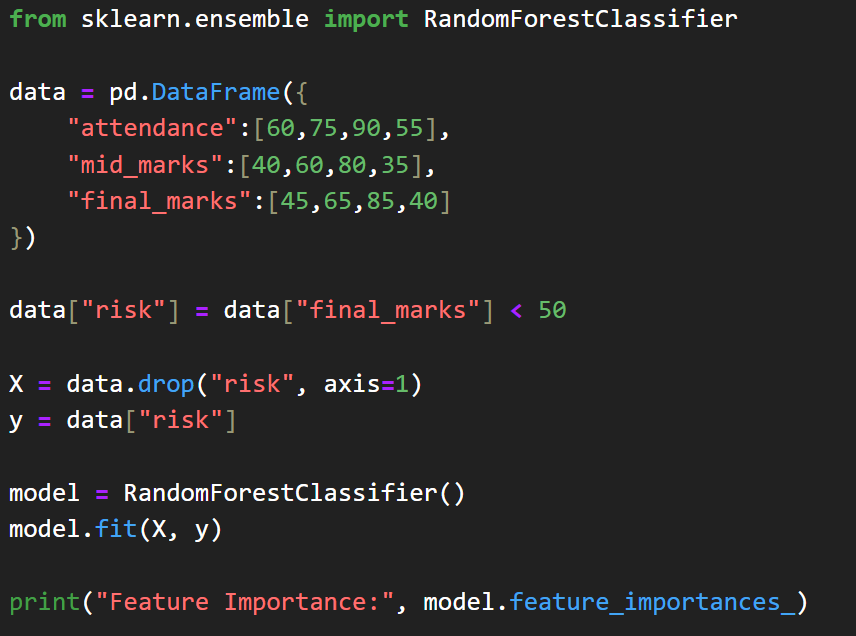 from sklearn.ensemble import RandomForestClassifier
data = pd.DataFrame({
    "attendance":[60,75,90,55],
    "mid_marks":[40,60,80,35],
    "final_marks":[45,65,85,40]
})
data["risk"] = data["final_marks"] < 50
X = data.drop("risk", axis=1)
y = data["risk"]
model = RandomForestClassifier()
model.fit(X, y)
print("Feature Importance:", model.feature_importances_)